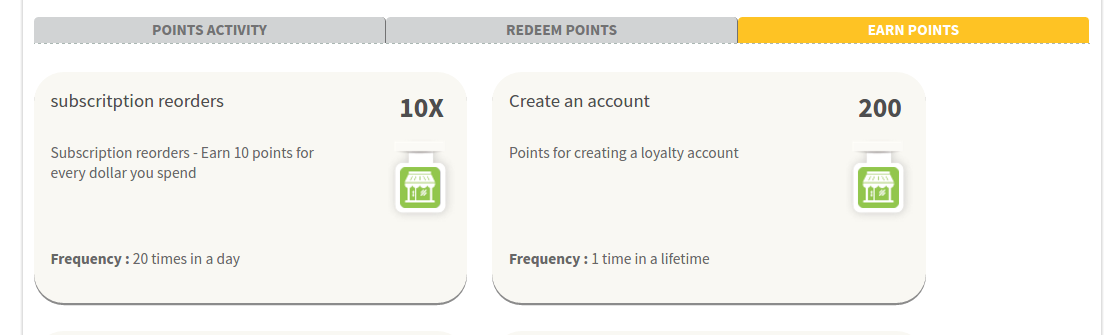 POINTS ACTIVITY
REDEEM POINTS
EARN POINTS
subscritption reorders
10X
Subscription reorders - Earn 10 points for
every dollar you spend
Frequency : 20 times in a day
Create an account
200
Points for creating a loyalty account
Frequency : 1 time in a lifetime